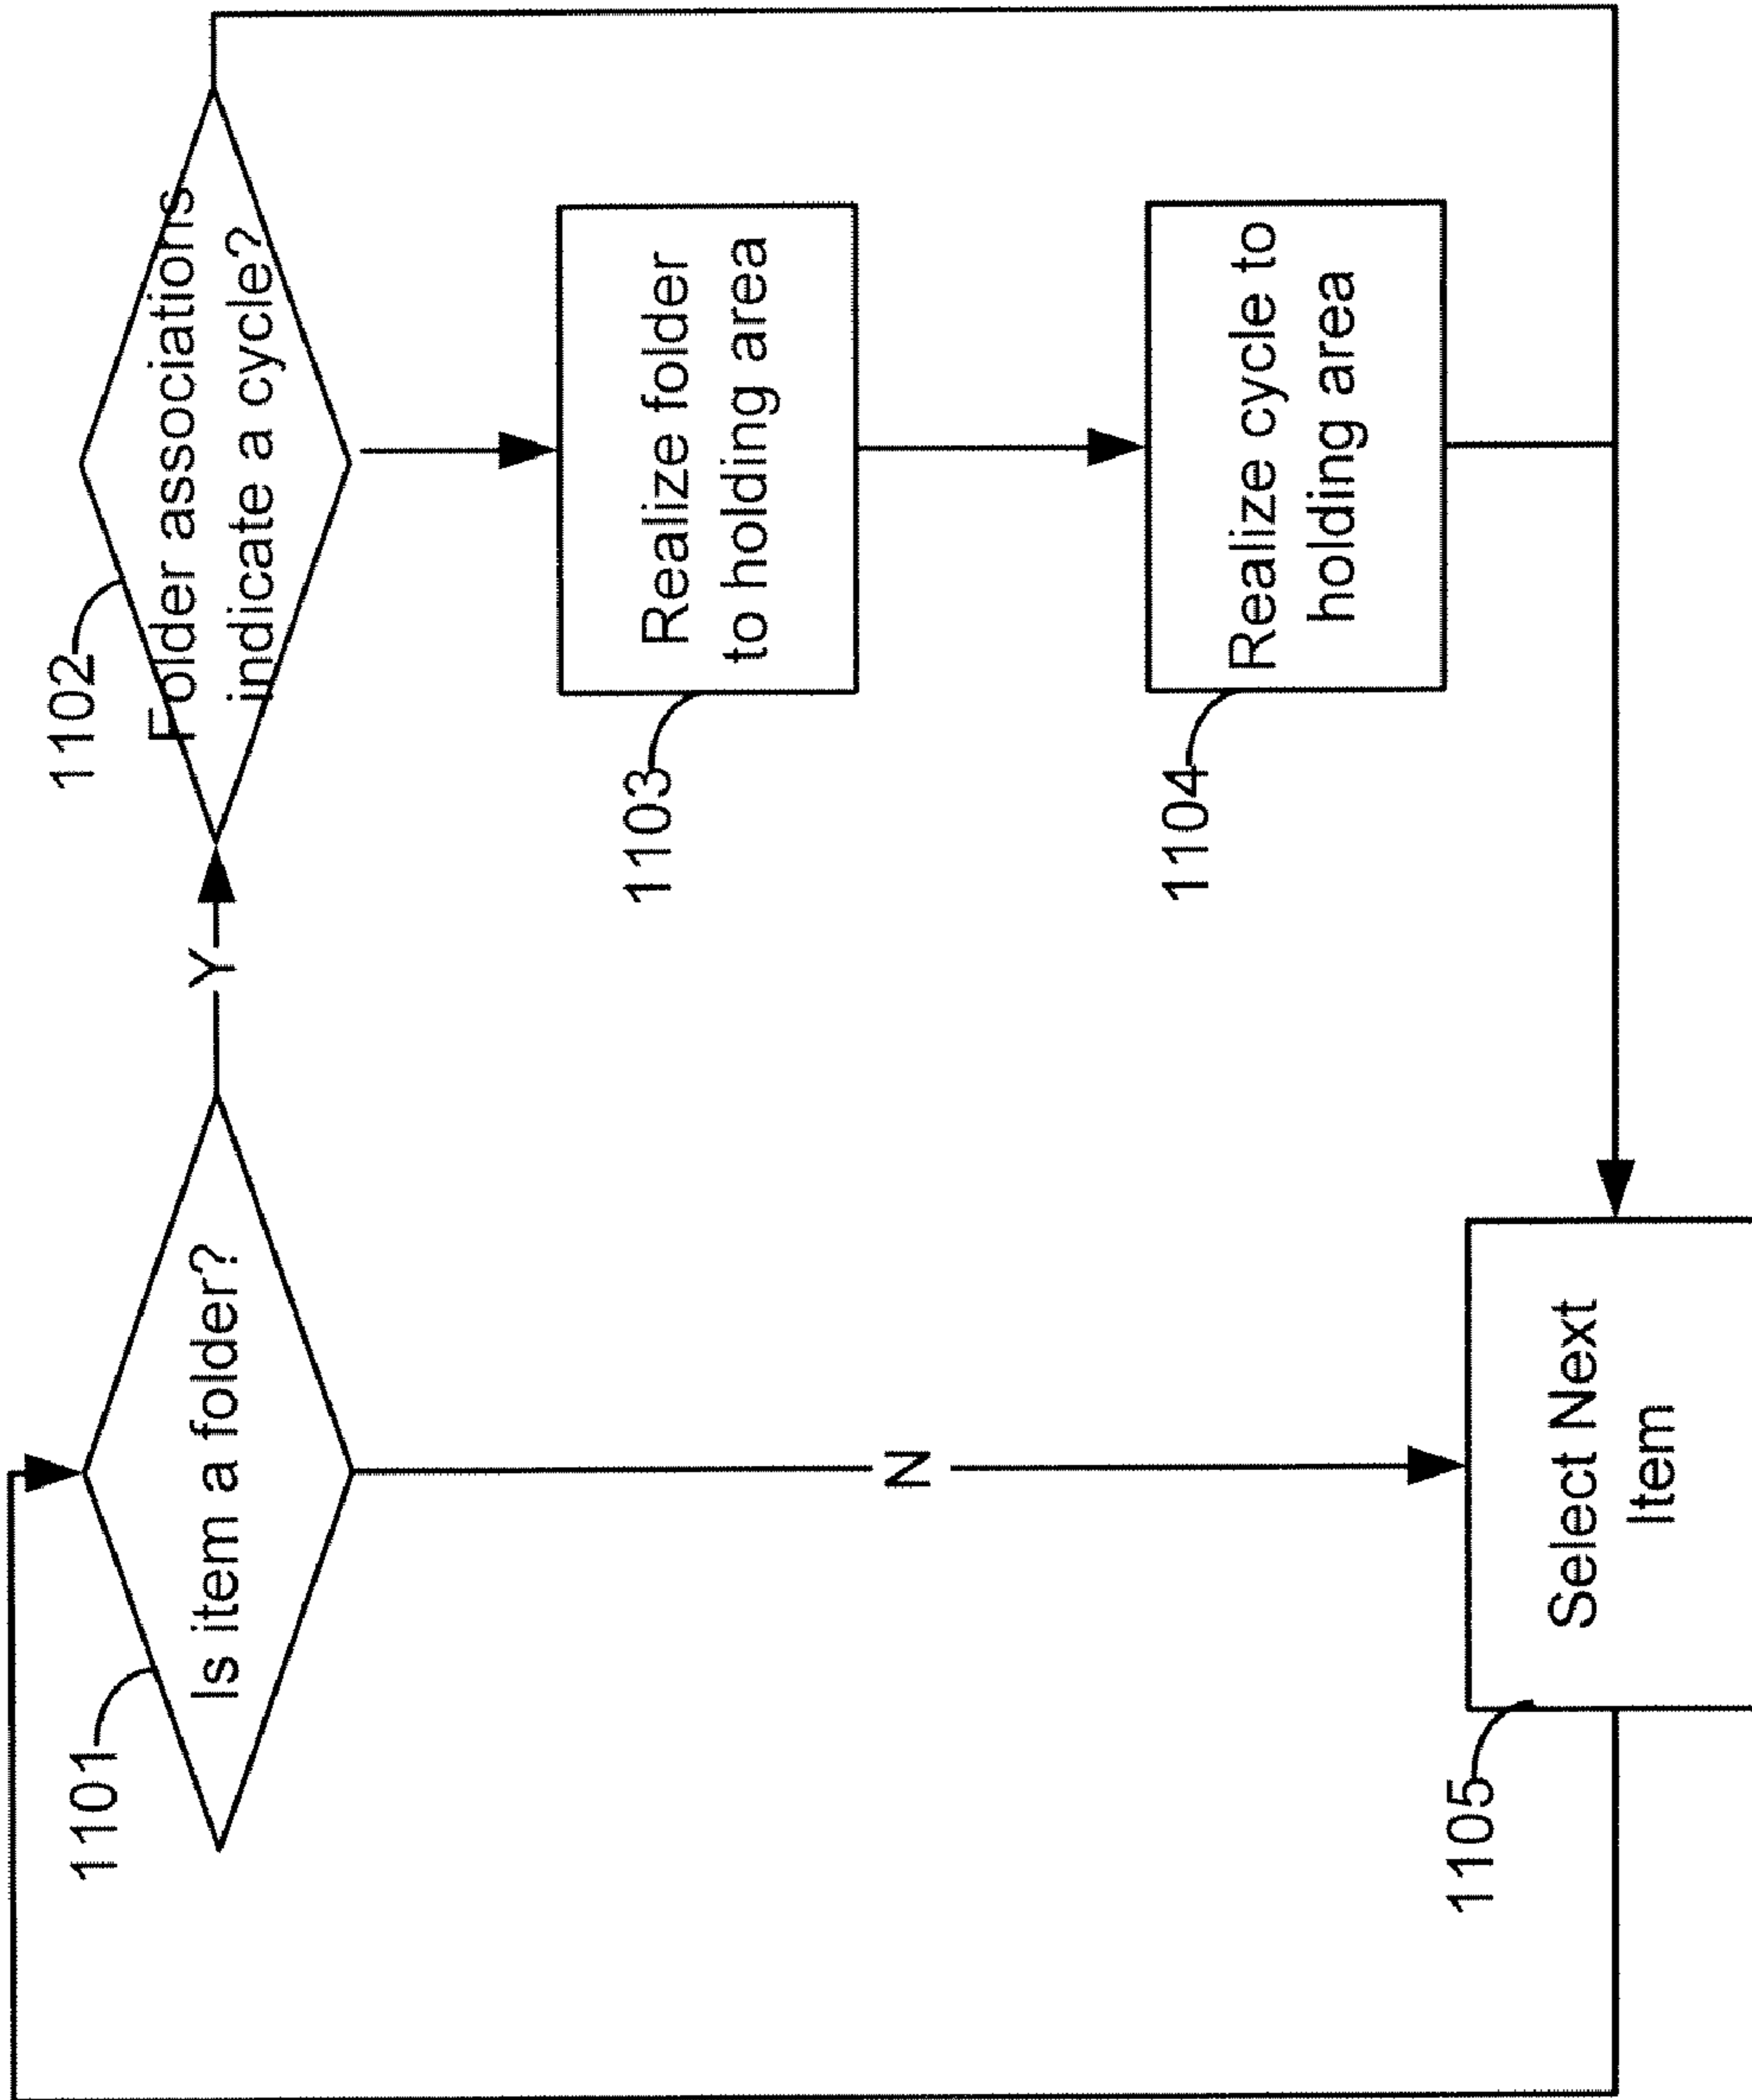 1101
Is item a folder?
Y
1102
Folder associations
indicate a cycle?
1103
Realize folder
to holding area
N
1104
Realize cycle to
holding area
1105
Select Next
Item